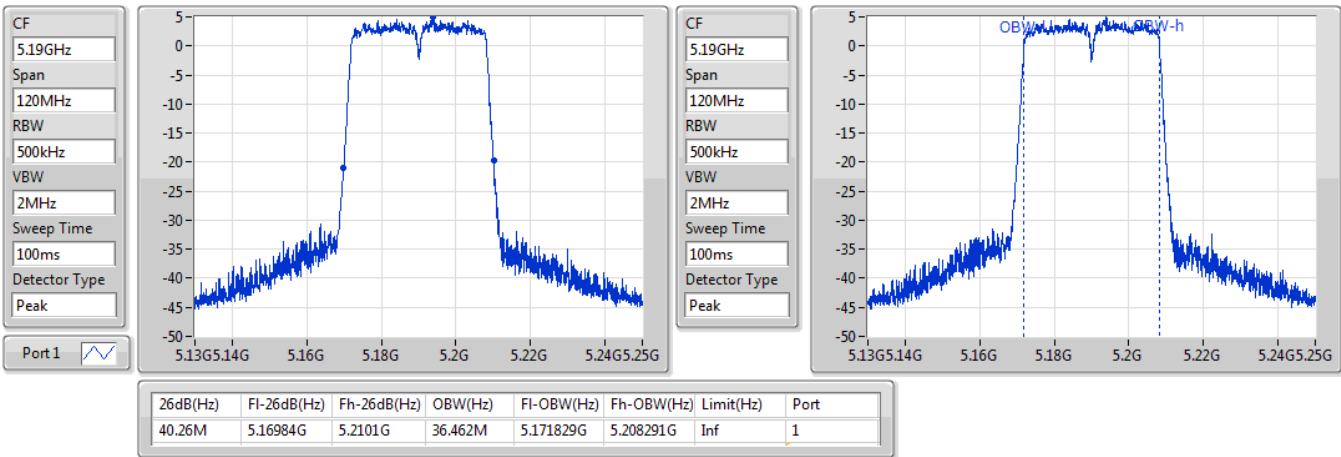 CF
5.19GHz
Span
120MHz
RBW
500kHz
VBW
2MHz
Sweep Time
100ms
Detector Type
Peak
Port 1
5
0
-5
-10
-15
-20
-25
-30
-35
-40
-45
-50
5.13G 5.14G 5.16G 5.18G 5.2G 5.22G 5.24G 5.25G
CF
5.19GHz
Span
120MHz
RBW
500kHz
VBW
2MHz
Sweep Time
100ms
Detector Type
Peak
OBW-l OBW-h
5
0
-5
-10
-15
-20
-25
-30
-35
-40
-45
-50
5.13G 5.14G 5.16G 5.18G 5.2G 5.22G 5.24G 5.25G
26dB(Hz) Fl-26dB(Hz) Fh-26dB(Hz) OBW(Hz) Fl-OBW(Hz) Fh-OBW(Hz) Limit(Hz) Port
40.26M 5.16984G 5.2101G 36.462M 5.171829G 5.208291G Inf 1